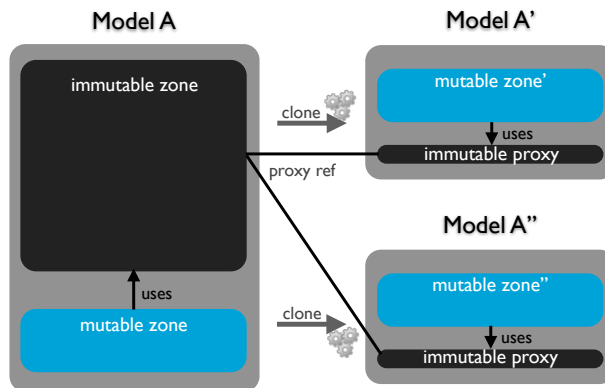 Model A
immutable zone
uses
mutable zone
clone
proxy ref
clone
Model A'
mutable zone'
uses
immutable proxy
Model A''
mutable zone''
uses
immutable proxy